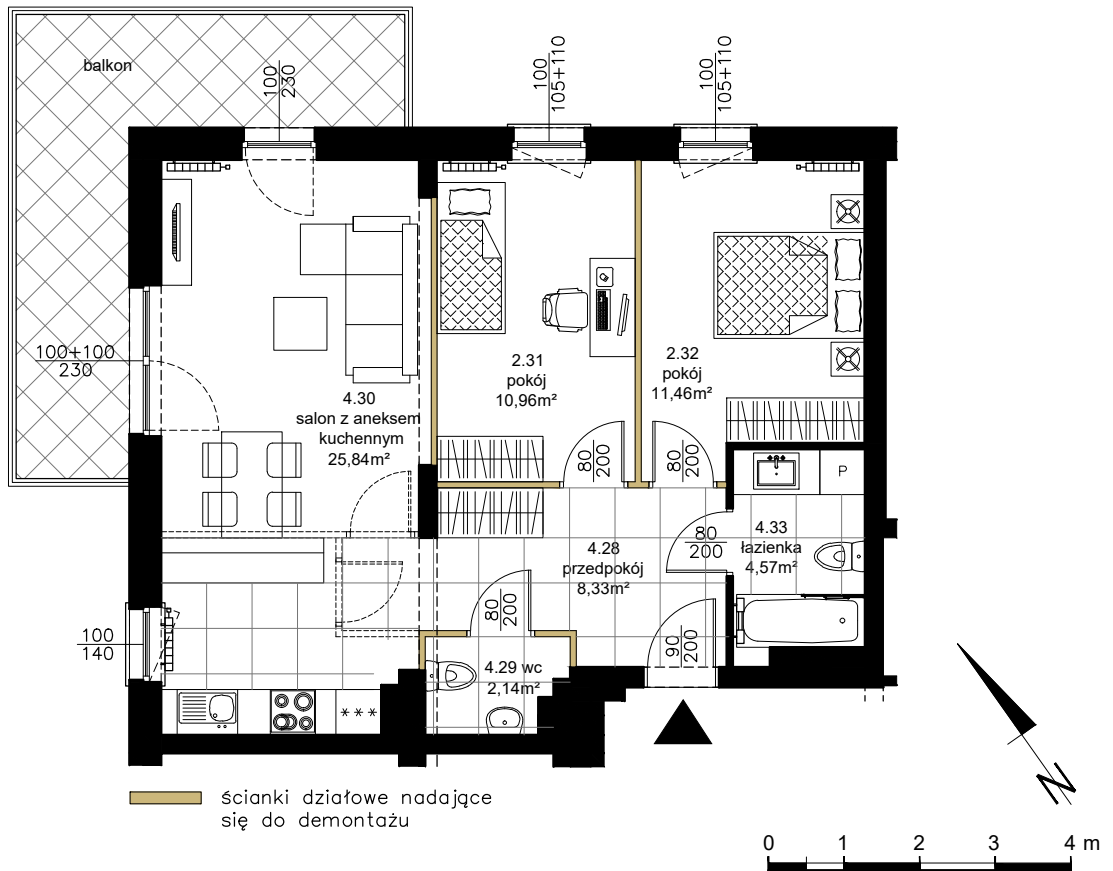 balkon
100
230
100
105+110
100
105+110
100+100
230
4.30
salon z aneksem
kuchennym
25,84m²
2.31
pokój
10,96m²
2.32
pokój
11,46m²
80
200
80
200
P
4.33
łazienka
4,57m²
80
200
4.28
przedpokój
8,33m²
80
200
90
200
100
140
4.29 wc
2,14m²
***
N
ścianki działowe nadające
się do demontażu
0 1 2 3 4 m